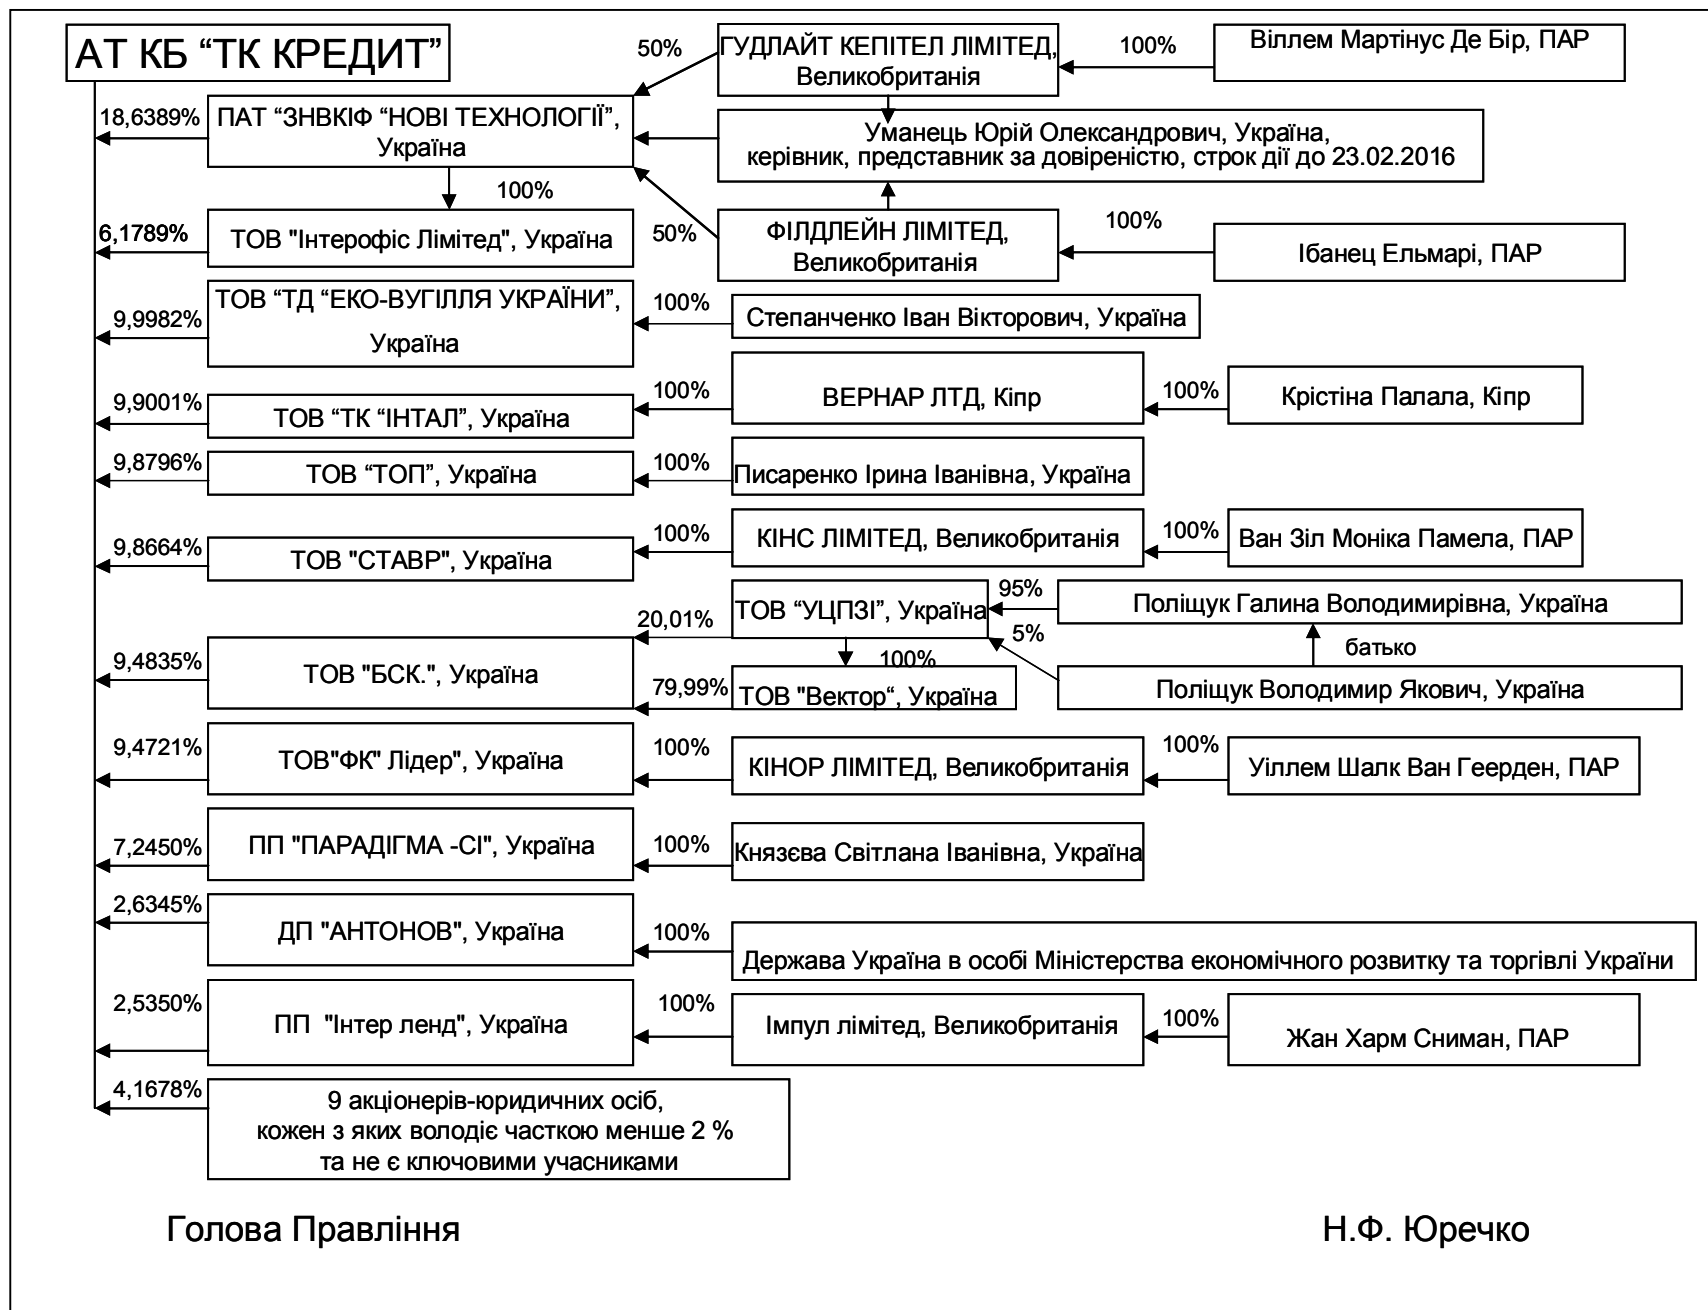 АТ КБ “ТК КРЕДИТ”
50%
ГУДЛАЙТ КЕПІТЕЛ ЛІМІТЕД,
Великобританія
100%
Віллем Мартінус Де Бір, ПАР
18,6389%
ПАТ “ЗНВКІФ “НОВІ ТЕХНОЛОГІЇ”,
Україна
Уманець Юрій Олександрович, Україна,
керівник, представник за довіреністю, строк дії до 23.02.2016
100%
6,1789%
ТОВ "Інтерофіс Лімітед", Україна
50%
ФІЛДЛЕЙН ЛІМІТЕД,
Великобританія
100%
Ібанец Ельмарі, ПАР
9,9982%
ТОВ “ТД “ЕКО-ВУГІЛЛЯ УКРАЇНИ”,
Україна
100%
Степанченко Іван Вікторович, Україна
9,9001%
ТОВ “ТК “ІНТАЛ”, Україна
100%
ВЕРНАР ЛТД, Кіпр
100%
Крістіна Палала, Кіпр
9,8796%
ТОВ “ТОП”, Україна
100%
Писаренко Ірина Іванівна, Україна
9,8664%
ТОВ "СТАВР", Україна
100%
КІНС ЛІМІТЕД, Великобританія
100%
Ван Зіл Моніка Памела, ПАР
20,01%
ТОВ “УЦПЗІ”, Україна
95%
Поліщук Галина Володимирівна, Україна
5%
батько
100%
9,4835%
ТОВ "БСК.", Україна
79,99%
ТОВ "Вектор“, Україна
Поліщук Володимир Якович, Україна
9,4721%
ТОВ"ФК" Лідер", Україна
100%
КІНОР ЛІМІТЕД, Великобританія
100%
Уіллем Шалк Ван Геерден, ПАР
7,2450%
ПП "ПАРАДІГМА -СІ", Україна
100%
Князєва Світлана Іванівна, Україна
2,6345%
ДП "АНТОНОВ", Україна
100%
Держава Україна в особі Міністерства економічного розвитку та торгівлі України
2,5350%
ПП  "Інтер ленд", Україна
100%
Імпул лімітед, Великобританія
100%
Жан Харм Сниман, ПАР
4,1678%
9 акціонерів-юридичних осіб,
кожен з яких володіє часткою менше 2 %
та не є ключовими учасниками
Голова Правління
Н.Ф. Юречко